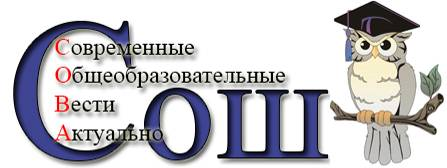 Современные
Общеобразовательные
Вести
Актуально
Сош